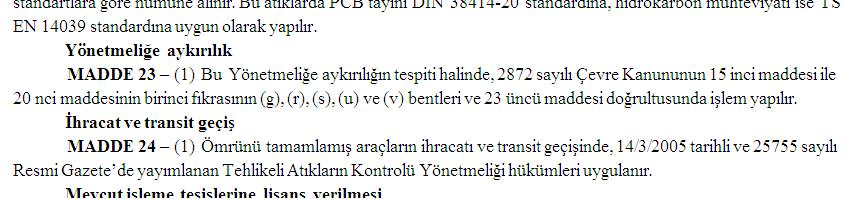 standartlara göre numune alınır. Bu atıklarda PCB tayini DIN 38414-20 standardına, hidrokarbon muhteviyatı ise TS
EN 14039 standardına uygun olarak yapılır.
Yönetmeliğe aykırılık
MADDE 23 – (1) Bu Yönetmeliğe aykırılığın tespiti halinde, 2872 sayılı Çevre Kanununun 15 inci maddesi ile
20 nci maddesinin birinci fıkrasının (g), (r), (s), (u) ve (v) bentleri ve 23 üncü maddesi doğrultusunda işlem yapılır.
İhracat ve transit geçiş
MADDE 24 – (1) Ömrünü tamamlamış araçların ihracatı ve transit geçişinde, 14/3/2005 tarihli ve 25755 sayılı
Resmi Gazete’de yayımlanan Tehlikeli Atıkların Kontrolü Yönetmeliği hükümleri uygulanır.
Mevcut işleme tesislerine lisans verilmesi